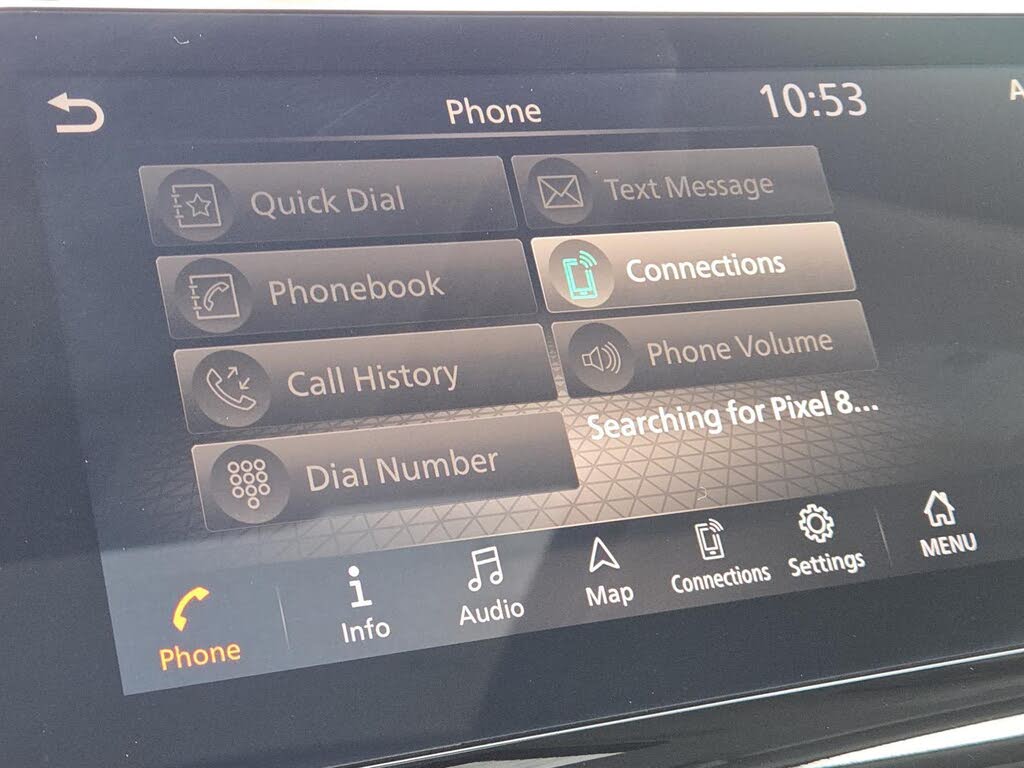 Phone
10:53
A
Quick Dial
Text Message
Phonebook
Connections
Call History
Phone Volume
Searching for Pixel 8...
Dial Number
Phone
Info
Audio
Map
Connections
Settings
MENU